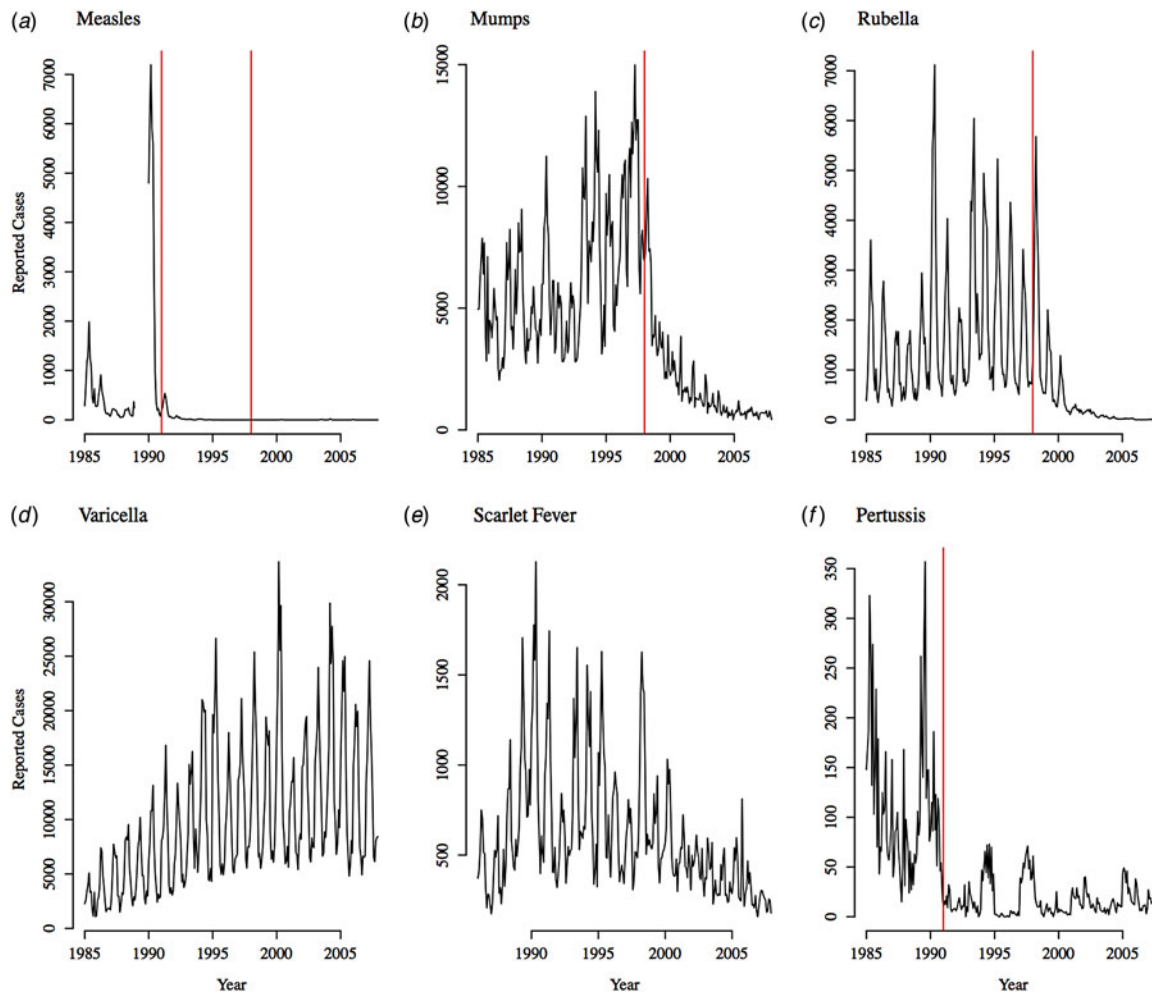 (a) Measles
Reported Cases
0 1000 2000 3000 4000 5000 6000 7000
1985 1990 1995 2000 2005
(b) Mumps
0 5000 10000 15000
1985 1990 1995 2000 2005
(c) Rubella
0 1000 2000 3000 4000 5000 6000 7000
1985 1990 1995 2000 2005
(d) Varicella
Reported Cases
0 5000 10000 15000 20000 25000 30000
1985 1990 1995 2000 2005
Year
(e) Scarlet Fever
500 1000 1500 2000
1990 1995 2000 2005
Year
(f) Pertussis
0 50 100 150 200 250 300 350
1985 1990 1995 2000 2005
Year